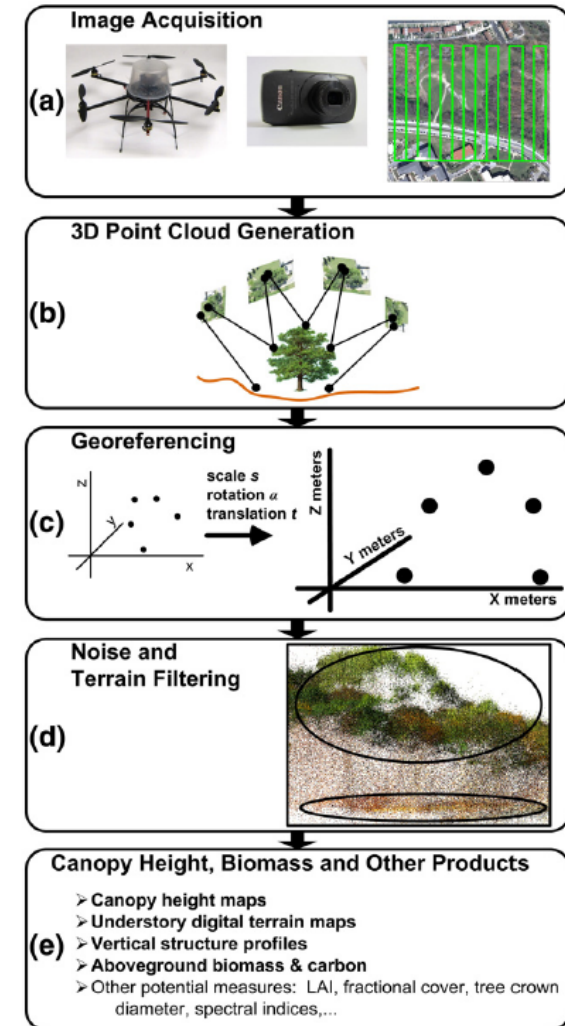 Image Acquisition
(a)
Canon
3D Point Cloud Generation
(b)
Georeferencing
(c)
Z
y
X
scale s
rotation α
translation t
Z meters
Y meters
X meters
Noise and
Terrain Filtering
(d)
Canopy Height, Biomass and Other Products
(e)
➢Canopy height maps
➢Understory digital terrain maps
➢Vertical structure profiles
➢Aboveground biomass & carbon
➢Other potential measures: LAI, fractional cover, tree crown
diameter, spectral indices,...